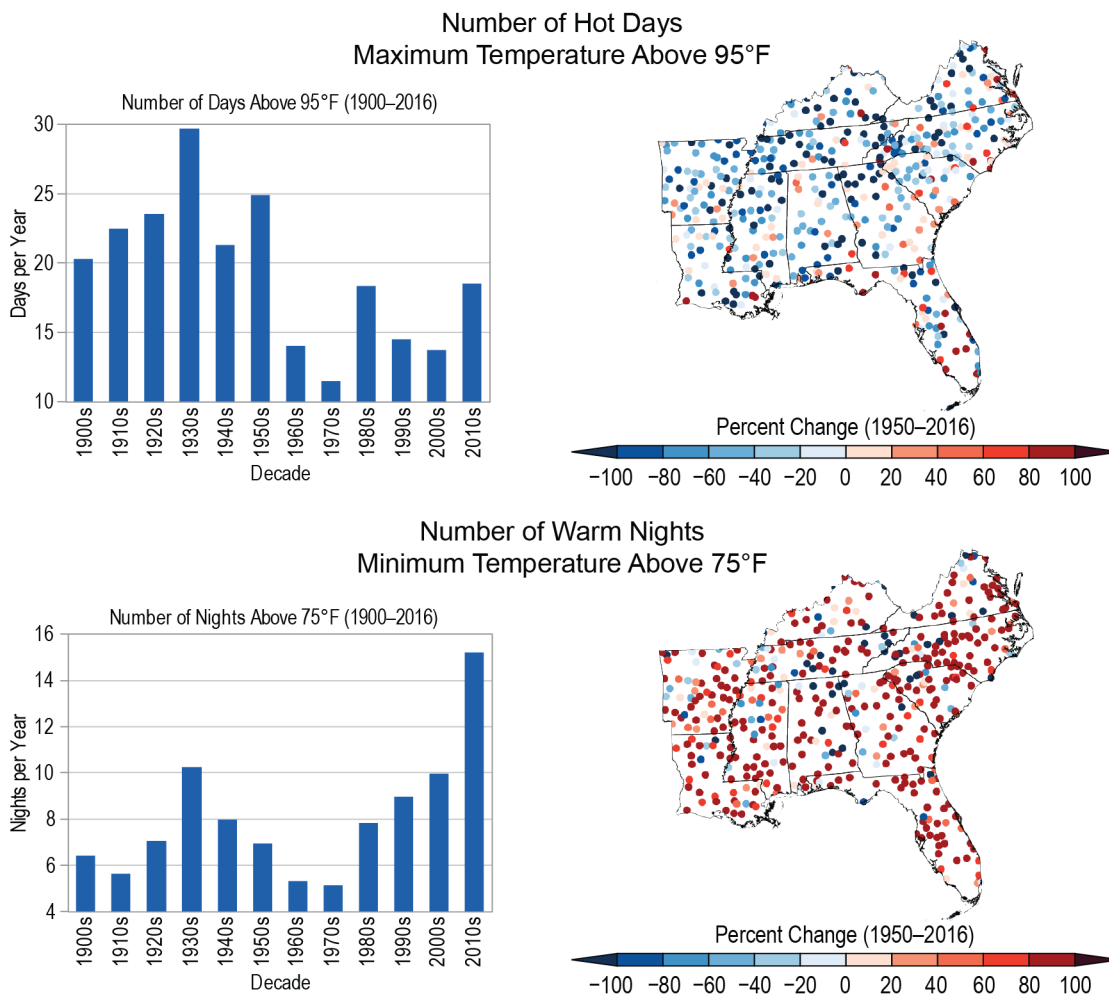 Number of Hot Days
Maximum Temperature Above 95°F
Number of Days Above 95°F (1900–2016)
30
25
20
15
10
Days per Year
1900s
1910s
1920s
1930s
1940s
1950s
1960s
1970s
1980s
1990s
2000s
2010s
Decade
Percent Change (1950–2016)
−100 −80 −60 −40 −20 0 20 40 60 80 100
Number of Warm Nights
Minimum Temperature Above 75°F
Number of Nights Above 75°F (1900–2016)
16
14
12
10
8
6
4
Nights per Year
1900s
1910s
1920s
1930s
1940s
1950s
1960s
1970s
1980s
1990s
2000s
2010s
Decade
Percent Change (1950–2016)
−100 −80 −60 −40 −20 0 20 40 60 80 100